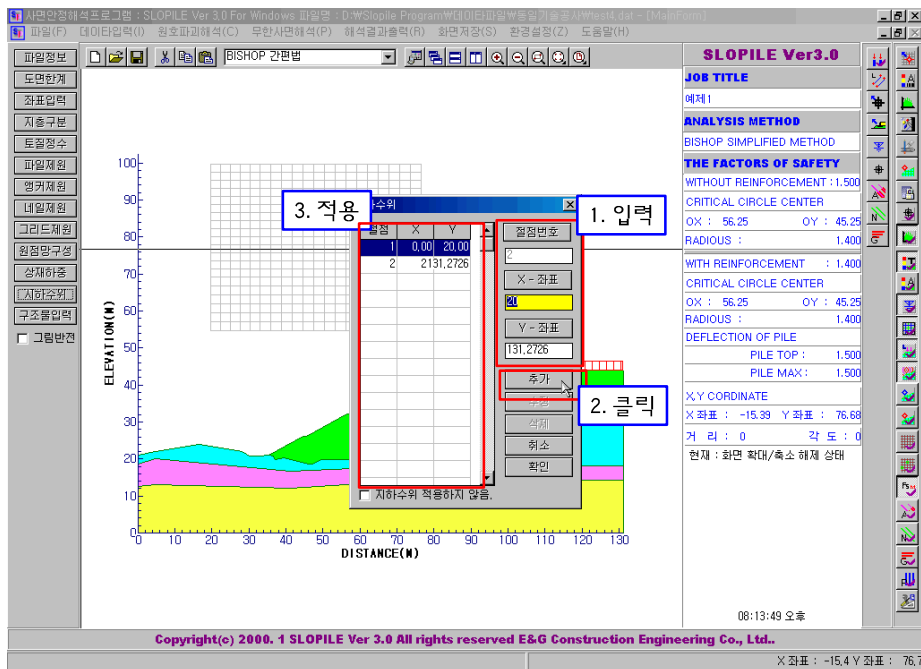 사면안정해석프로그램 : SLOPILE Ver 3,0 For Windows 파일명 : D:₩Slopile Program₩데이타파일₩동일기술공사₩test4,dat - [MainForm]
파일(F) 데이타입력(I) 원호파괴해석(C) 무한사면해석(P) 해석결과출력(R) 화면저장(S) 환경설정(Z) 도움말(H)
파일정보
도면한계
좌표입력
지층구분
토질정수
파일제원
앵커제원
네일제원
그리드제원
원점망구성
상재하중
지하수위
구조물입력
그림반전
BISHOP 간편법
ELEVATION(M)
100
90
80
70
60
50
40
30
20
10
0
0 10 20 30 40 50 60 70 80 90 100 110 120 130
DISTANCE(M)
3. 적용
하수위
절점 X Y
1 0,00 20,00
2 2131,2726
1. 입력
절점번호
2
X - 좌표
20
Y - 좌표
131,2726
추가
2. 클릭
수정
삭제
취소
확인
지하수위 적용하지 않음.
SLOPILE Ver3.0
JOB TITLE
예제1
ANALYSIS METHOD
BISHOP SIMPLIFIED METHOD
THE FACTORS OF SAFETY
WITHOUT REINFORCEMENT : 1.500
CRITICAL CIRCLE CENTER
OX : 56.25 OY : 45.25
RADIOUS : 1.400
WITH REINFORCEMENT : 1.400
CRITICAL CIRCLE CENTER
OX : 56.25 OY : 45.25
RADIOUS : 1.400
DEFLECTION OF PILE
PILE TOP : 1.500
PILE MAX : 1.500
X,Y CORDINATE
X 좌표 : -15.39 Y 좌표 : 76.68
거 리 : 0 각 도 : 0
현재 : 화면 확대/축소 해제 상태
08:13:49 오후
Copyright(c) 2000. 1 SLOPILE Ver 3.0 All rights reserved E&G Construction Engineering Co., Ltd..
X 좌표 : -15,4 Y 좌표 : 76,7